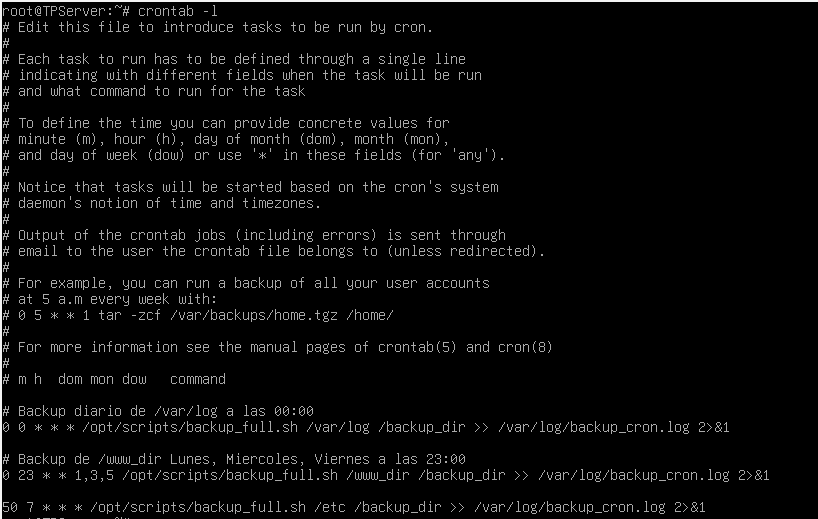 root@TPServer:~# crontab -l
# Edit this file to introduce tasks to be run by cron.
#
# Each task to run has to be defined through a single line
# indicating with different fields when the task will be run
# and what command to run for the task
#
# To define the time you can provide concrete values for
# minute (m), hour (h), day of month (dom), month (mon),
# and day of week (dow) or use '*' in these fields (for 'any').
#
# Notice that tasks will be started based on the cron's system
# daemon's notion of time and timezones.
#
# Output of the crontab jobs (including errors) is sent through
# email to the user the crontab file belongs to (unless redirected).
#
# For example, you can run a backup of all your user accounts
# at 5 a.m every week with:
# 0 5 * * 1 tar -zcf /var/backups/home.tgz /home/
#
# For more information see the manual pages of crontab(5) and cron(8)
#
# m h  dom mon dow   command

# Backup diario de /var/log a las 00:00
0 0 * * * /opt/scripts/backup_full.sh /var/log /backup_dir >> /var/log/backup_cron.log 2>&1

# Backup de /www_dir Lunes, Miercoles, Viernes a las 23:00
0 23 * * 1,3,5 /opt/scripts/backup_full.sh /www_dir /backup_dir >> /var/log/backup_cron.log 2>&1

50 7 * * * /opt/scripts/backup_full.sh /etc /backup_dir >> /var/log/backup_cron.log 2>&1